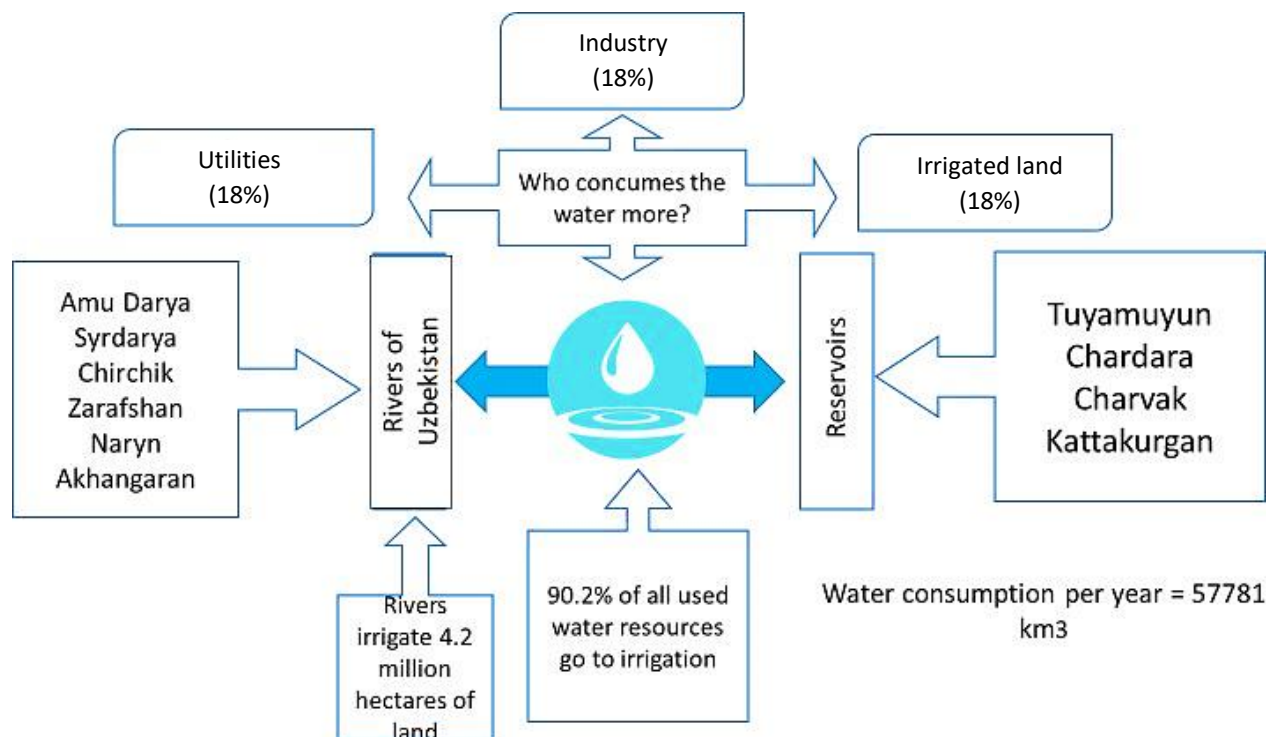 Industry
(18%)
Utilities
(18%)
Who concumes the
water more?
Irrigated land
(18%)
Amu Darya
Syrdarya
Chirchik
Zarafshan
Naryn
Akhangaran
Rivers of
Uzbekistan
Reservoirs
Tuyamuyun
Chardara
Charvak
Kattakurgan
Rivers
irrigate 4.2
million
hectares of
land
90.2% of all used
water resources
go to irrigation
Water consumption per year = 57781
km3